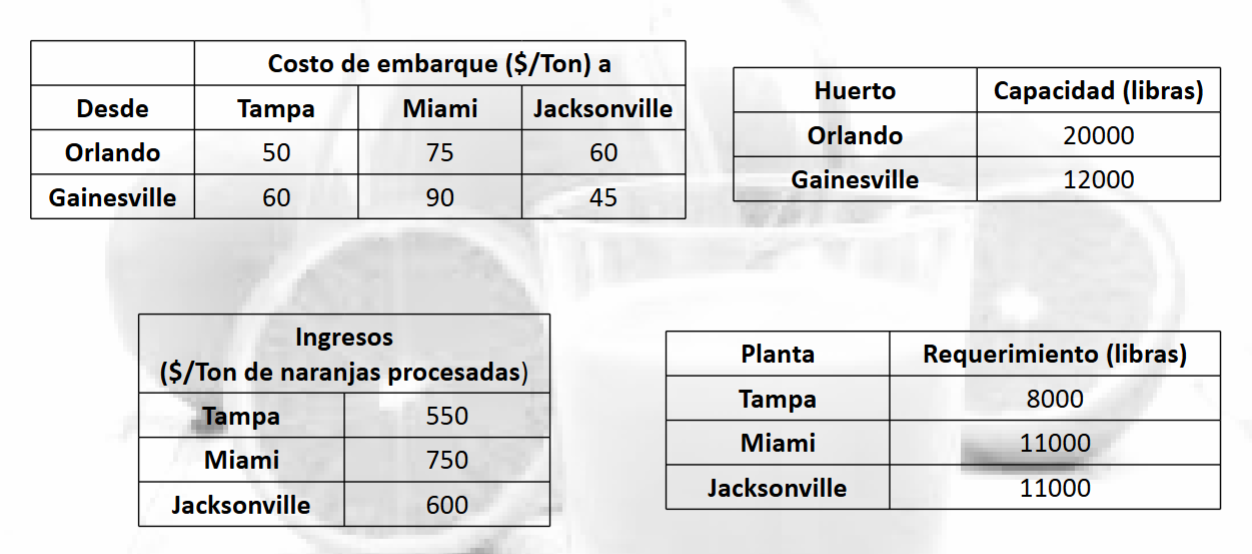 Costo de embarque ($/Ton) a
Desde Tampa Miami Jacksonville
Orlando 50 75 60
Gainesville 60 90 45
Huerto Capacidad (libras)
Orlando 20000
Gainesville 12000
Ingresos
($/Ton de naranjas procesadas)
Tampa 550
Miami 750
Jacksonville 600
Planta Requerimiento (libras)
Tampa 8000
Miami 11000
Jacksonville 11000